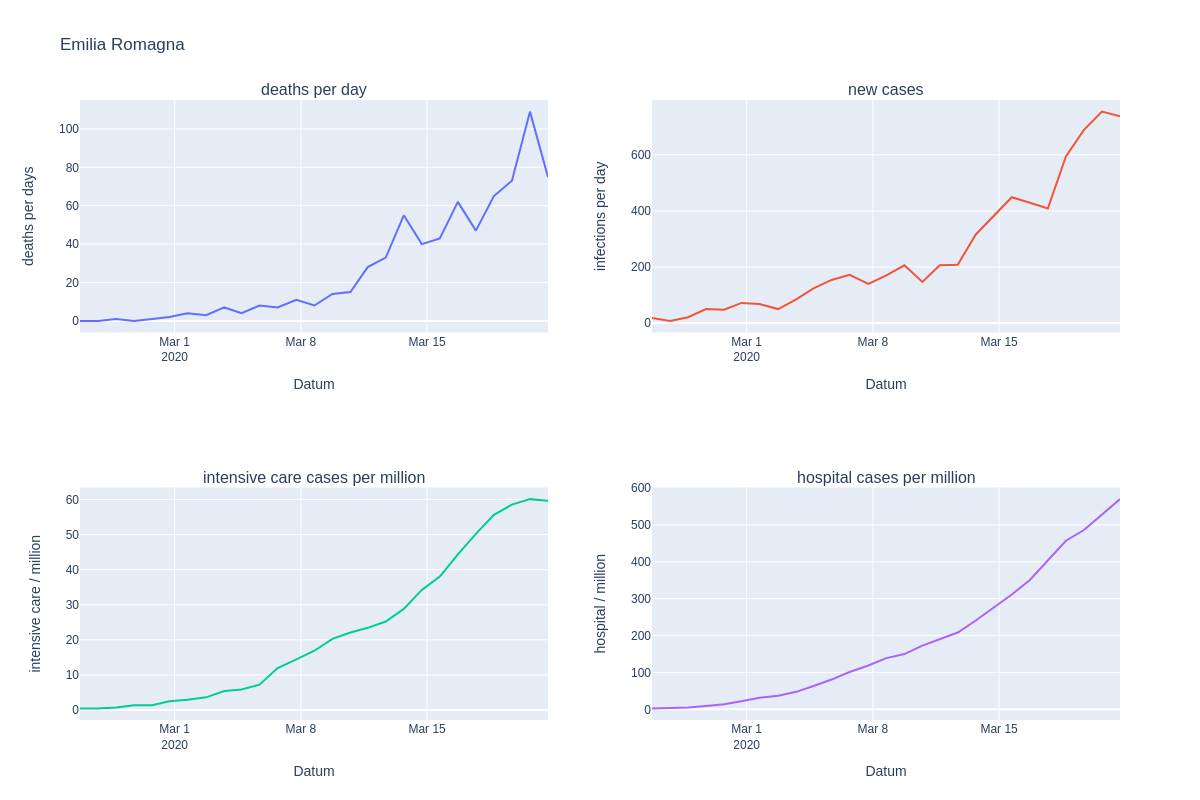 Emilia Romagna
deaths per day
deaths per days
100
80
60
40
20
0
Mar 1
2020
Mar 8
Mar 15
Datum
new cases
infections per day
600
400
200
0
Mar 1
2020
Mar 8
Mar 15
Datum
intensive care cases per million
intensive care / million
60
50
40
30
20
10
0
Mar 1
2020
Mar 8
Mar 15
Datum
hospital cases per million
hospital / million
600
500
400
300
200
100
0
Mar 1
2020
Mar 8
Mar 15
Datum